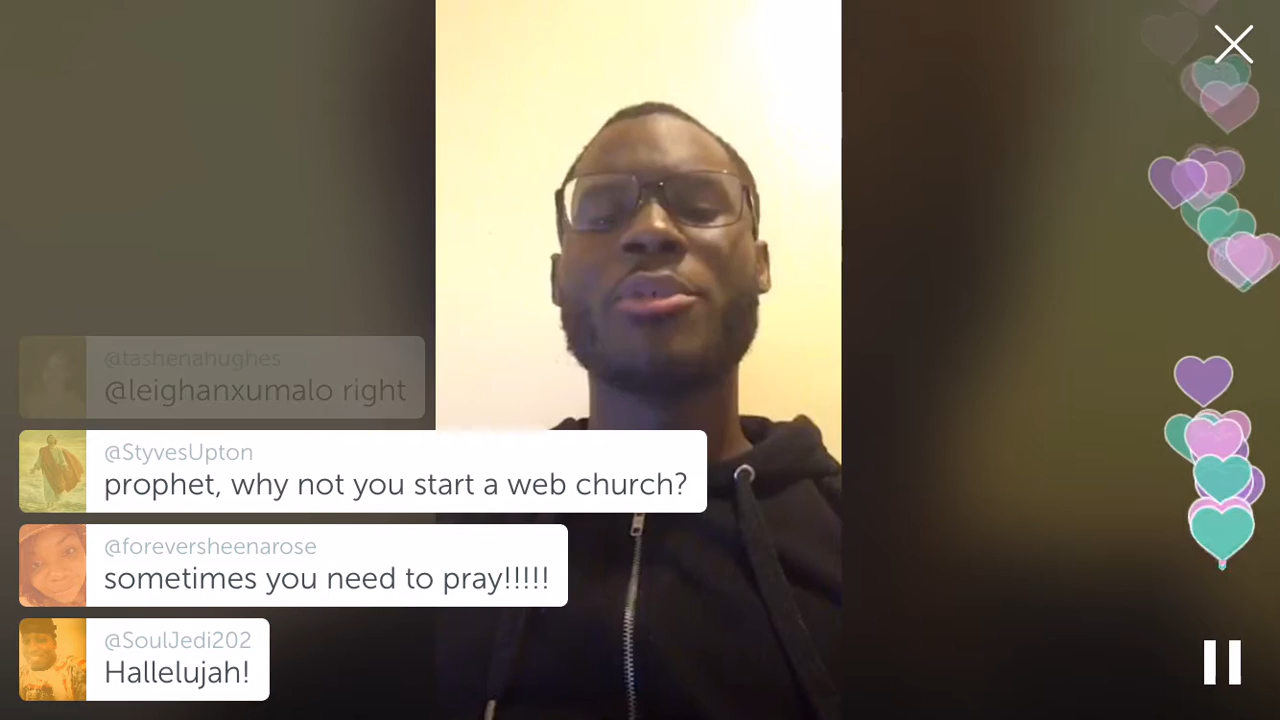 @tashenahughes
@leighanxumalo right
@StyvesUpton
prophet, why not you start a web church?
@foreversheenarose
sometimes you need to pray!!!!!
@SoulJedi202
Hallelujah!